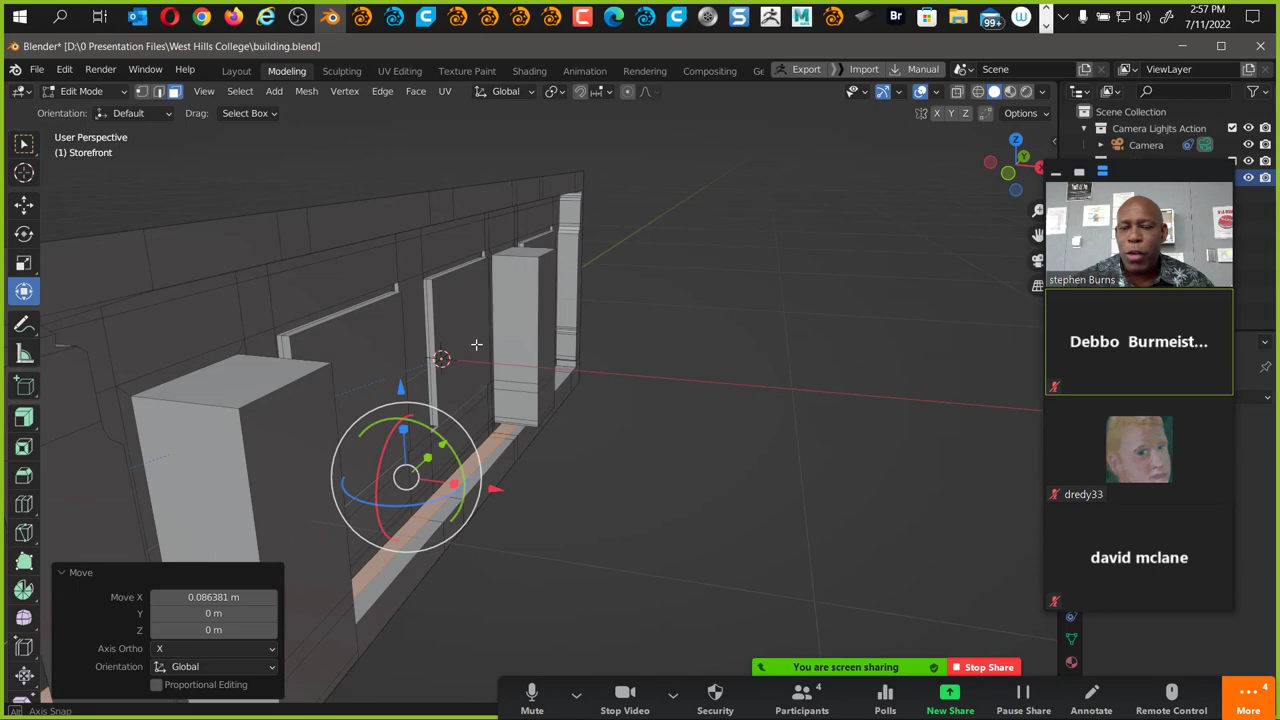 99+
2:57 PM
7/11/2022
Blender* [D:\0 Presentation Files\West Hills College\building.blend]
File Edit Render Window Help Layout Modeling Sculpting UV Editing Texture Paint Shading Animation Rendering Compositing Ge Export Import Manual Scene ViewLayer
Edit Mode View Select Add Mesh Vertex Edge Face UV Global
Orientation: Default Drag: Select Box X Y Z Options
User Perspective
(1) Storefront
Scene Collection
Camera Lights Action
Camera
stephen Burns
Debbo Burmeist...
dredy33
david mclane
Move
Move X 0.086381 m
Y 0 m
Z 0 m
Axis Ortho X
Orientation Global
Proportional Editing
Axis Snap
You are screen sharing Stop Share
Mute Stop Video Security Participants 4 Polls New Share Pause Share Annotate Remote Control More 4